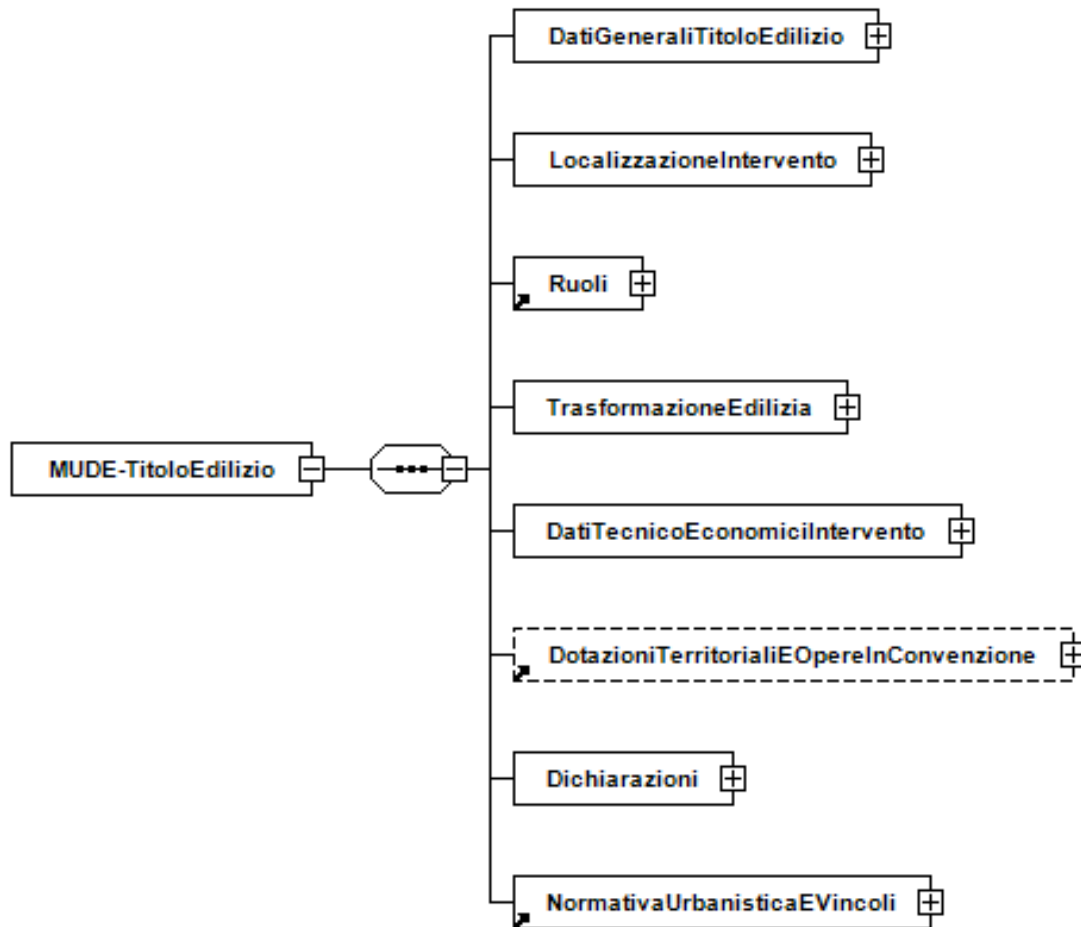 DatiGeneraliTitoloEdilizio
LocalizzazioneIntervento
Ruoli
TrasformazioneEdilizia
MUDE-TitoloEdilizio
DatiTecnicoEconomiciIntervento
DotazioniTerritorialiEOpereInConvenzione
Dichiarazioni
NormativaUrbanisticaEVincoli